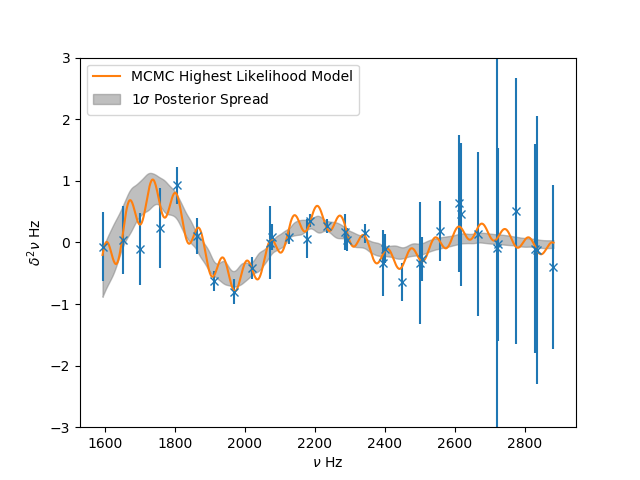 MCMC Highest Likelihood Model
1σ Posterior Spread
3
2
1
0
−1
−2
−3
δ²ν Hz
1600 1800 2000 2200 2400 2600 2800
ν Hz